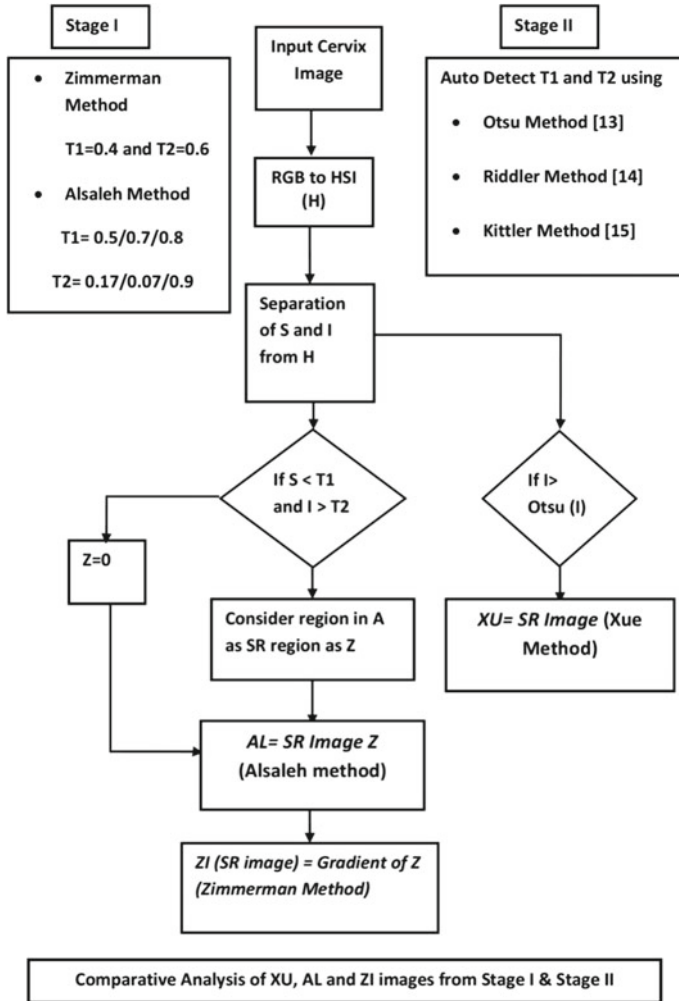 Stage I
• Zimmerman
Method
T1=0.4 and T2=0.6
• Alsaleh Method
T1= 0.5/0.7/0.8
T2= 0.17/0.07/0.9
Input Cervix
Image
Stage II
Auto Detect T1 and T2 using
• Otsu Method [13]
• Riddler Method [14]
• Kittler Method [15]
RGB to HSI
(H)
Separation
of S and I
from H
If S < T1
and I > T2
If I>
Otsu (I)
Z=0
Consider region in A
as SR region as Z
XU= SR Image (Xue
Method)
AL= SR Image Z
(Alsaleh method)
ZI (SR image) = Gradient of Z
(Zimmerman Method)
Comparative Analysis of XU, AL and ZI images from Stage I & Stage II